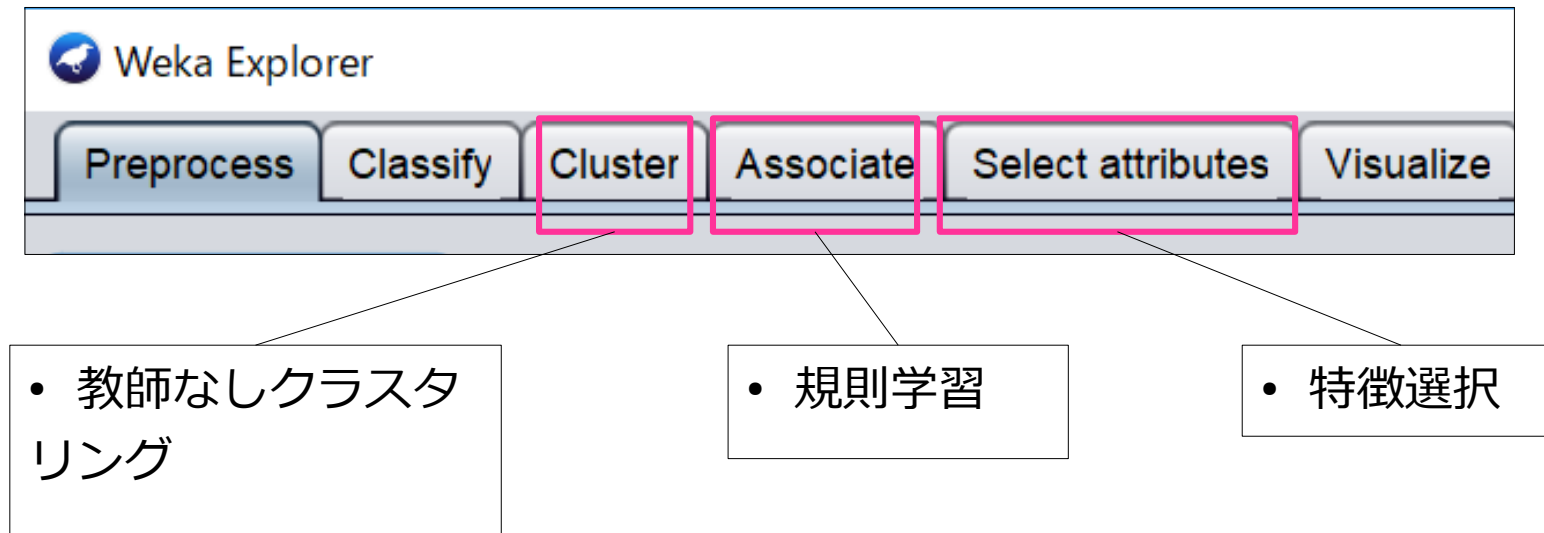 Weka Explorer
Preprocess Classify Cluster Associate Select attributes Visualize
• 教師なしクラスタ
リング
• 規則学習
• 特徴選択